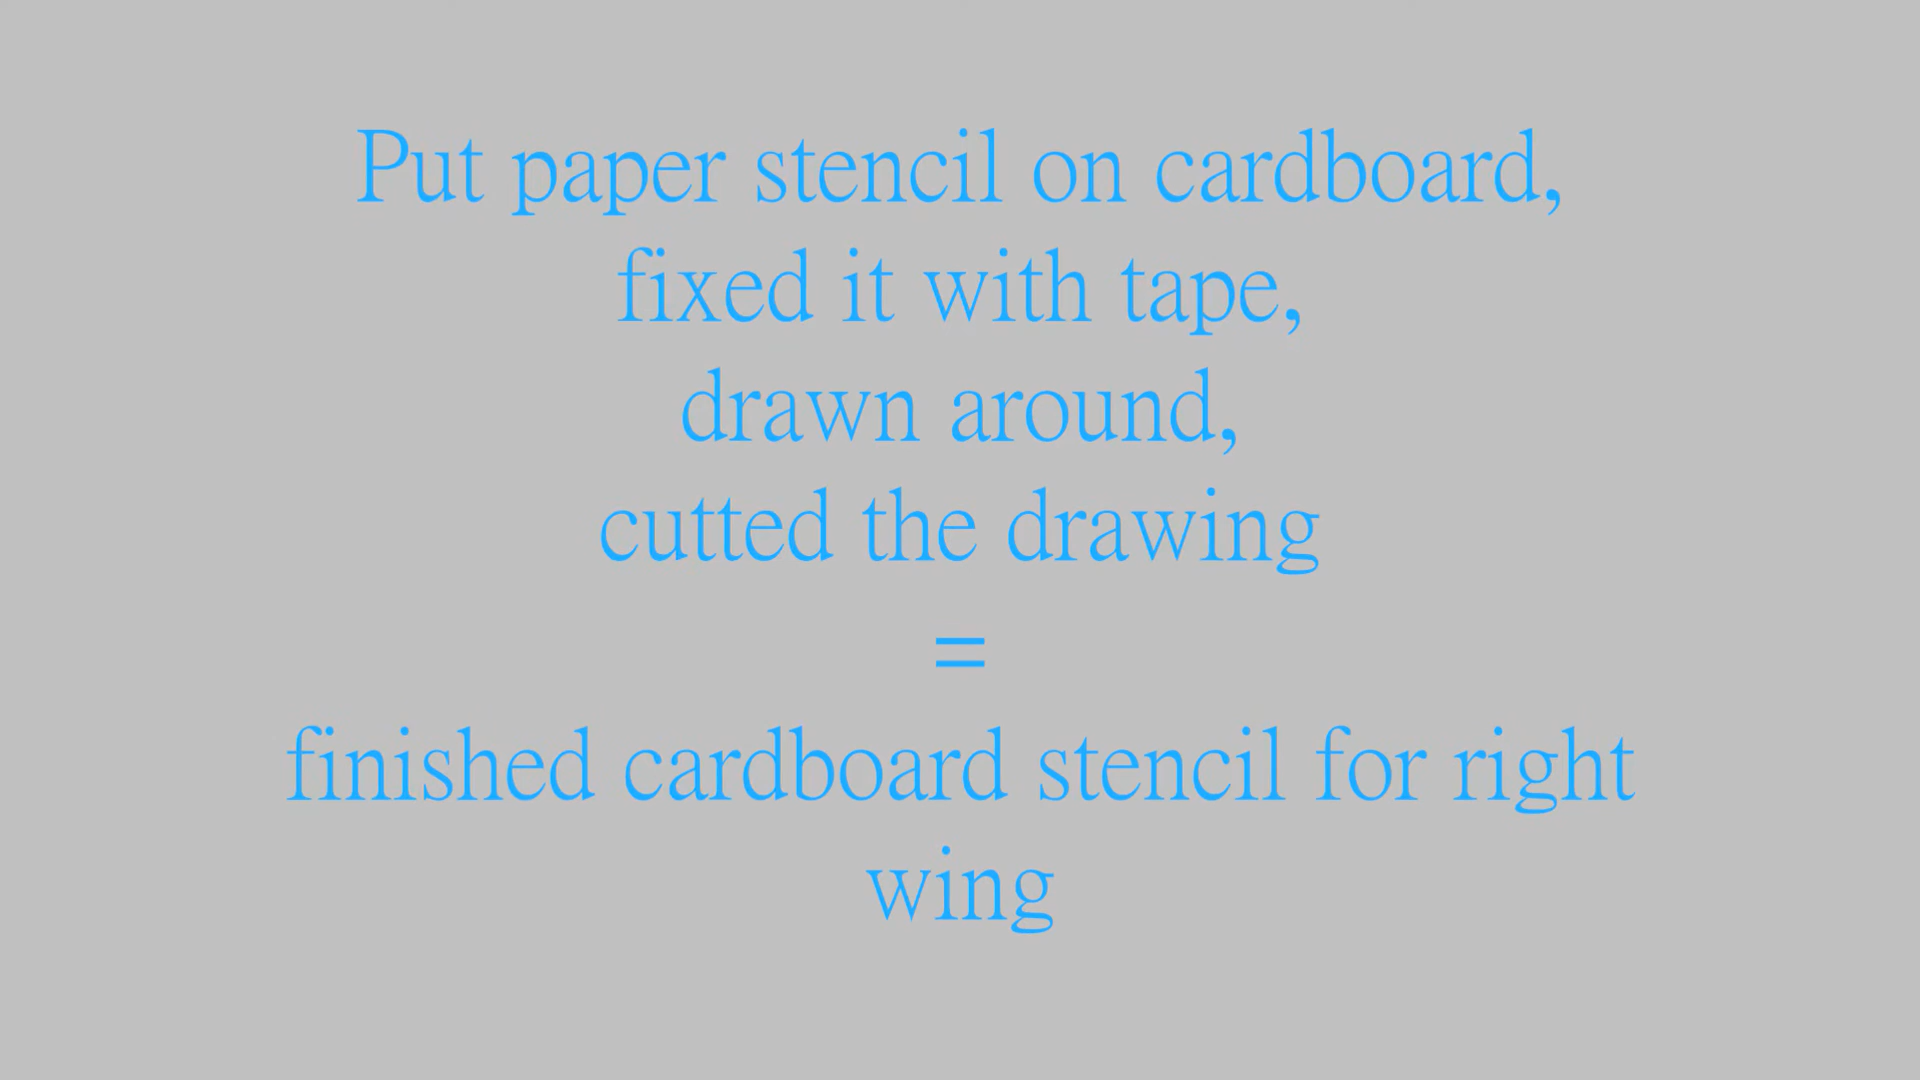 Put paper stencil on cardboard,
fixed it with tape,
drawn around,
cutted the drawing
=
finished cardboard stencil for right
wing